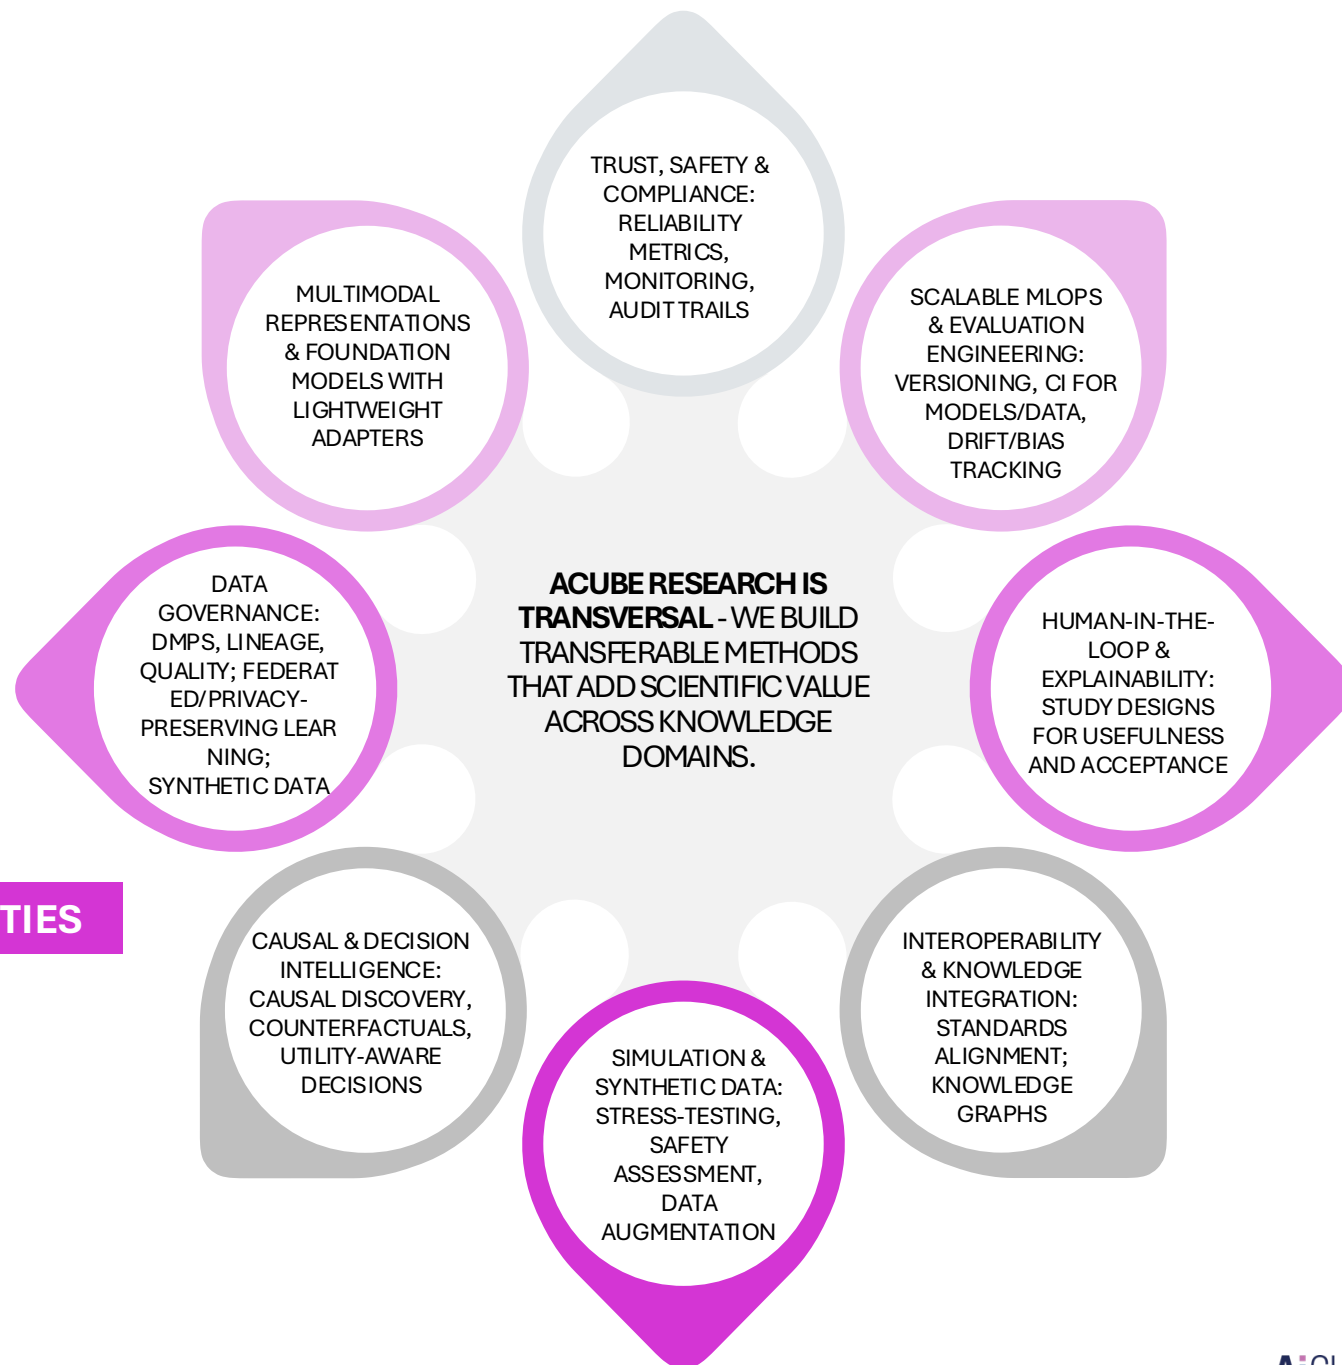 TRUST, SAFETY &
COMPLIANCE:
RELIABILITY
METRICS,
MONITORING,
AUDIT TRAILS
MULTIMODAL
REPRESENTATIONS
& FOUNDATION
MODELS WITH
LIGHTWEIGHT
ADAPTERS
SCALABLE MLOPS
& EVALUATION
ENGINEERING:
VERSIONING, CI FOR
MODELS/DATA,
DRIFT/BIAS
TRACKING
DATA
GOVERNANCE:
DMPS, LINEAGE,
QUALITY; FEDERAT
ED/PRIVACY-
PRESERVING LEAR
NING;
SYNTHETIC DATA
ACUBE RESEARCH IS
TRANSVERSAL - WE BUILD
TRANSFERABLE METHODS
THAT ADD SCIENTIFIC VALUE
ACROSS KNOWLEDGE
DOMAINS.
HUMAN-IN-THE-
LOOP &
EXPLAINABILITY:
STUDY DESIGNS
FOR USEFULNESS
AND ACCEPTANCE
TIES
CAUSAL & DECISION
INTELLIGENCE:
CAUSAL DISCOVERY,
COUNTERFACTUALS,
UTILITY-AWARE
DECISIONS
INTEROPERABILITY
& KNOWLEDGE
INTEGRATION:
STANDARDS
ALIGNMENT;
KNOWLEDGE
GRAPHS
SIMULATION &
SYNTHETIC DATA:
STRESS-TESTING,
SAFETY
ASSESSMENT,
DATA
AUGMENTATION